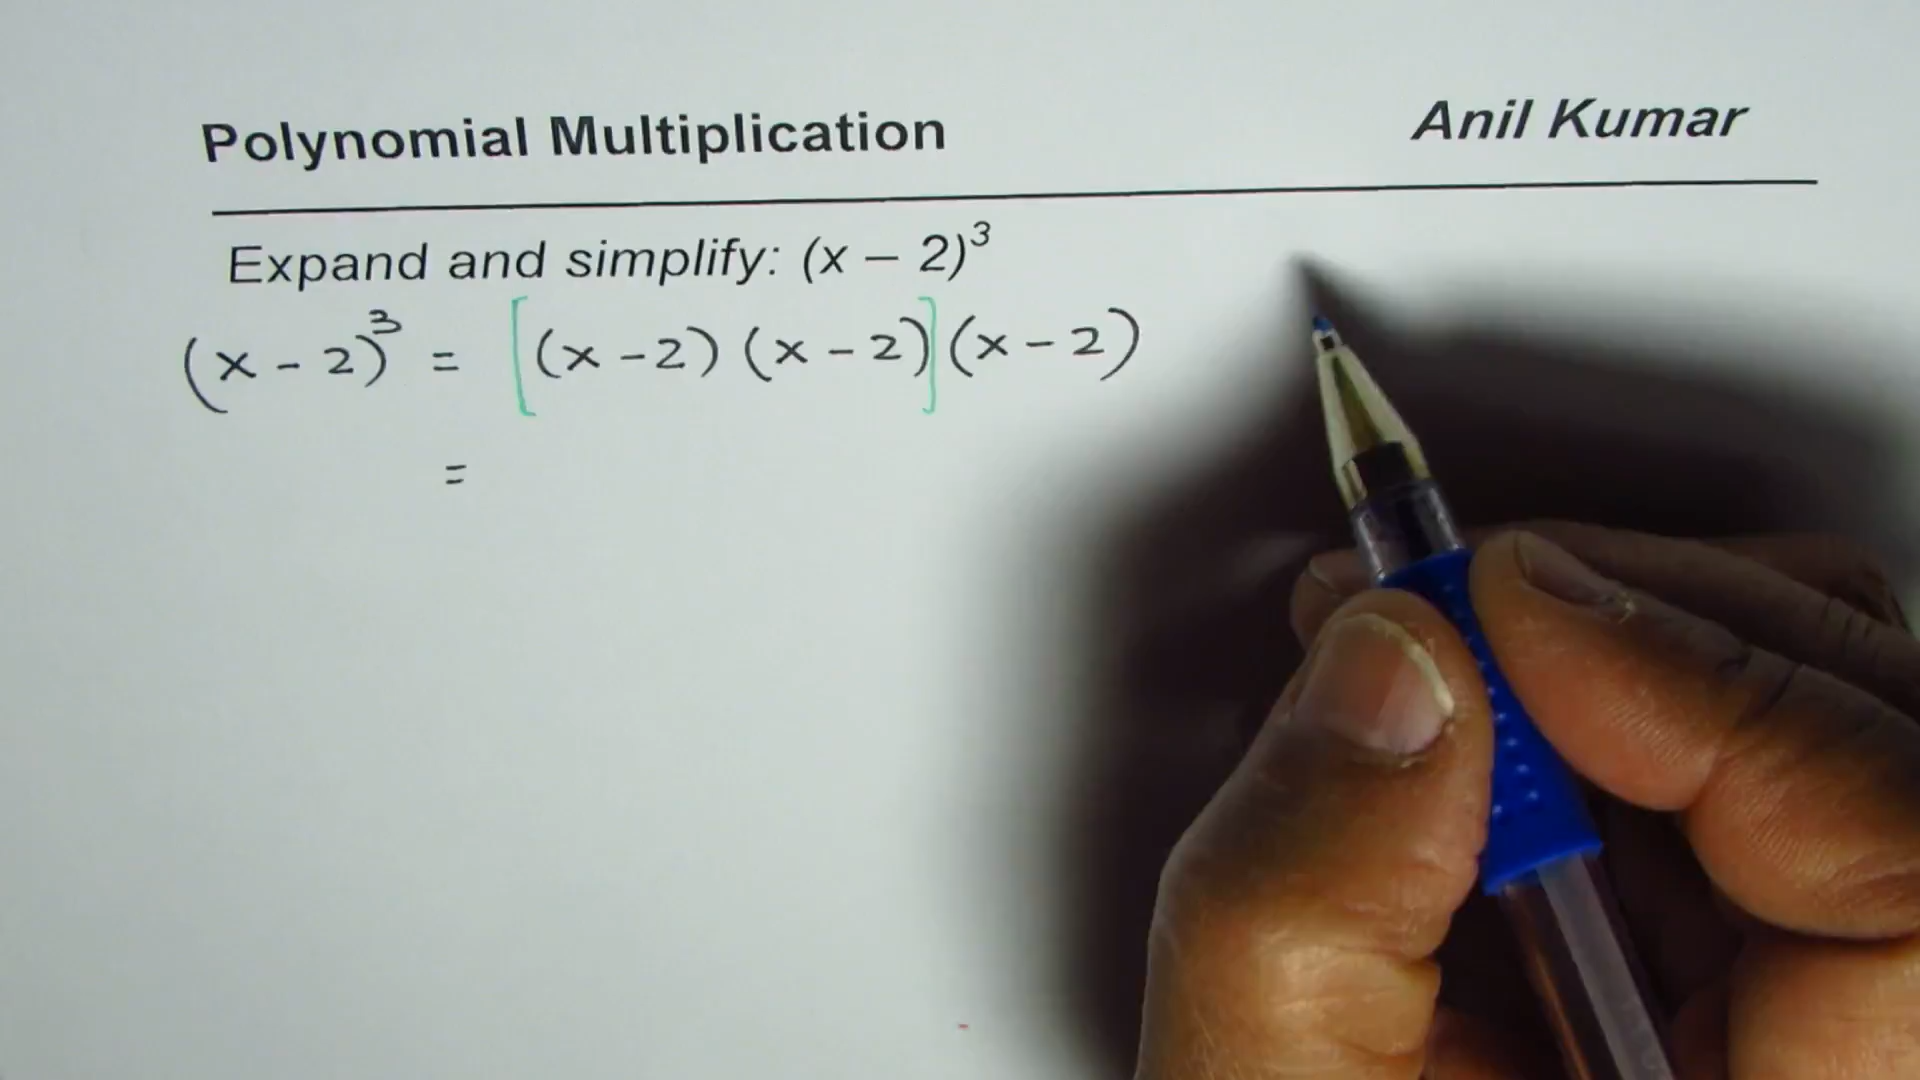 Polynomial Multiplication Anil Kumar
Expand and simplify: (x – 2)³
(x - 2)³ = [(x - 2) (x - 2)] (x - 2)
=